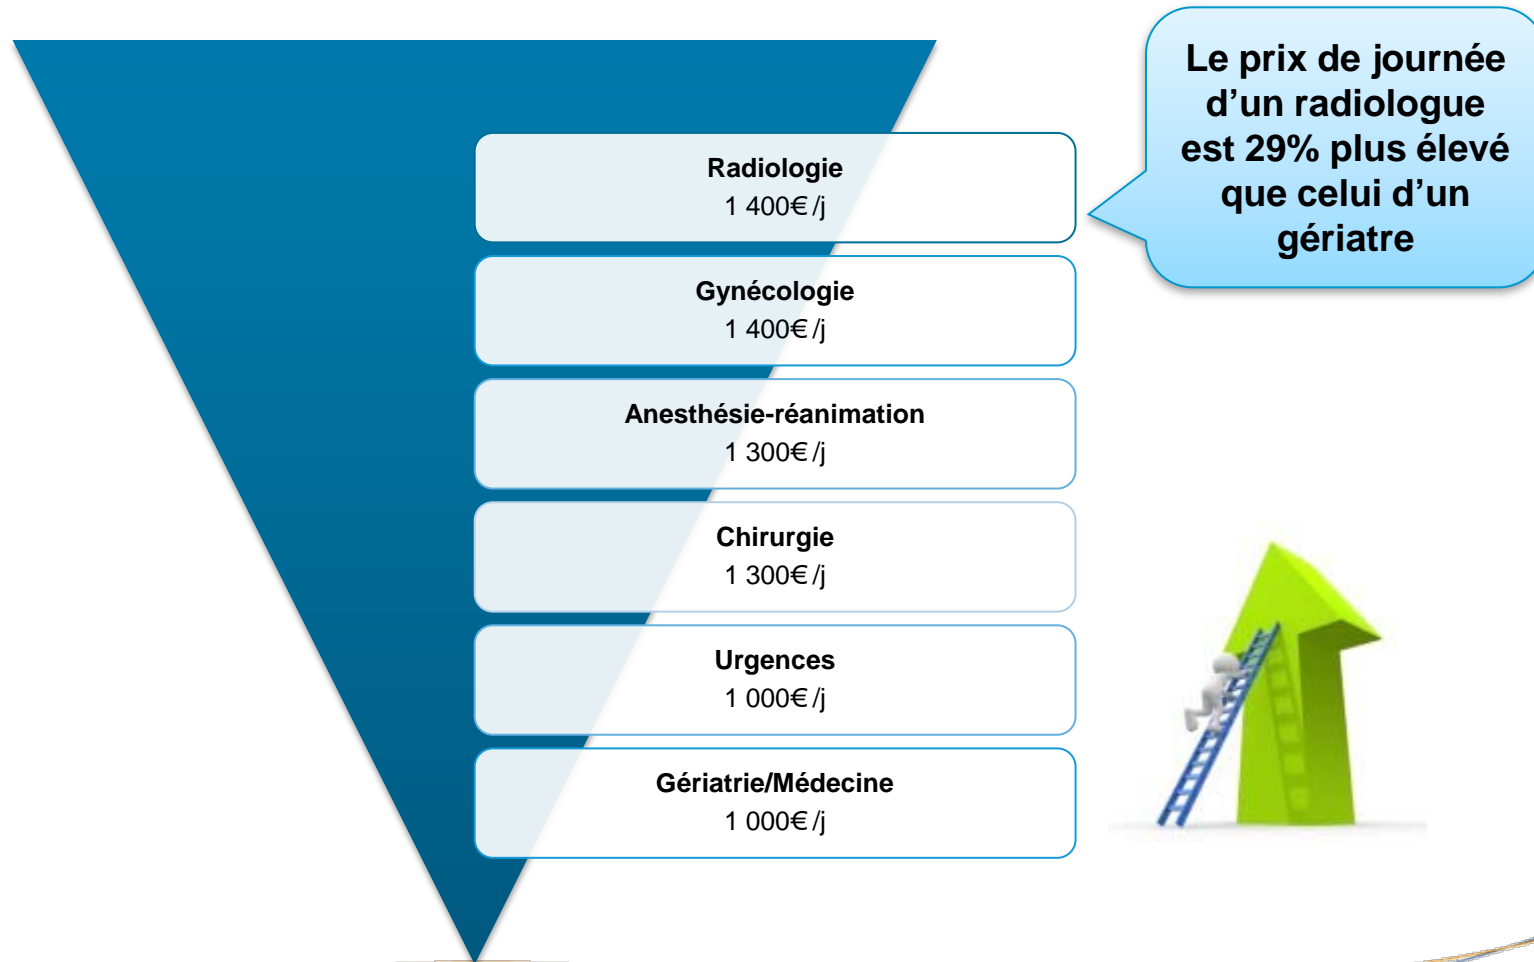 Le prix de journée
d’un radiologue
est 29% plus élevé
que celui d’un
gériatre
Radiologie
1 400€/j
Gynécologie
1 400€/j
Anesthésie-réanimation
1 300€/j
Chirurgie
1 300€/j
Urgences
1 000€/j
Gériatrie/Médecine
1 000€/j